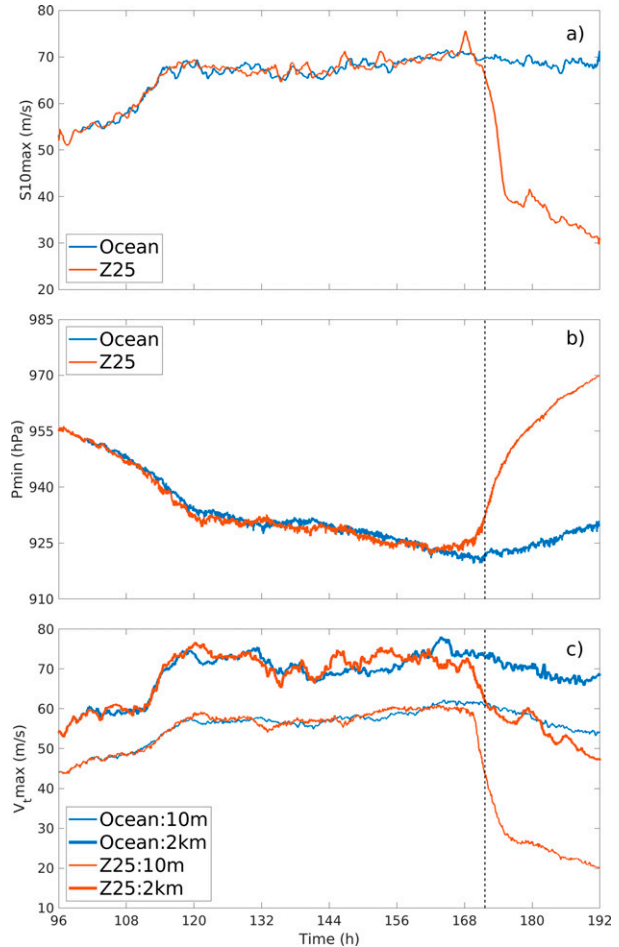 80
a)
70
60
50
40
30
20
S10max (m/s)
Ocean
Z25
985
b)
970
955
940
925
910
Pmin (hPa)
Ocean
Z25
80
c)
70
60
50
40
30
20
10
Vtmax (m/s)
Ocean:10m
Ocean:2km
Z25:10m
Z25:2km
96 108 120 132 144 156 168 180 192
Time (h)